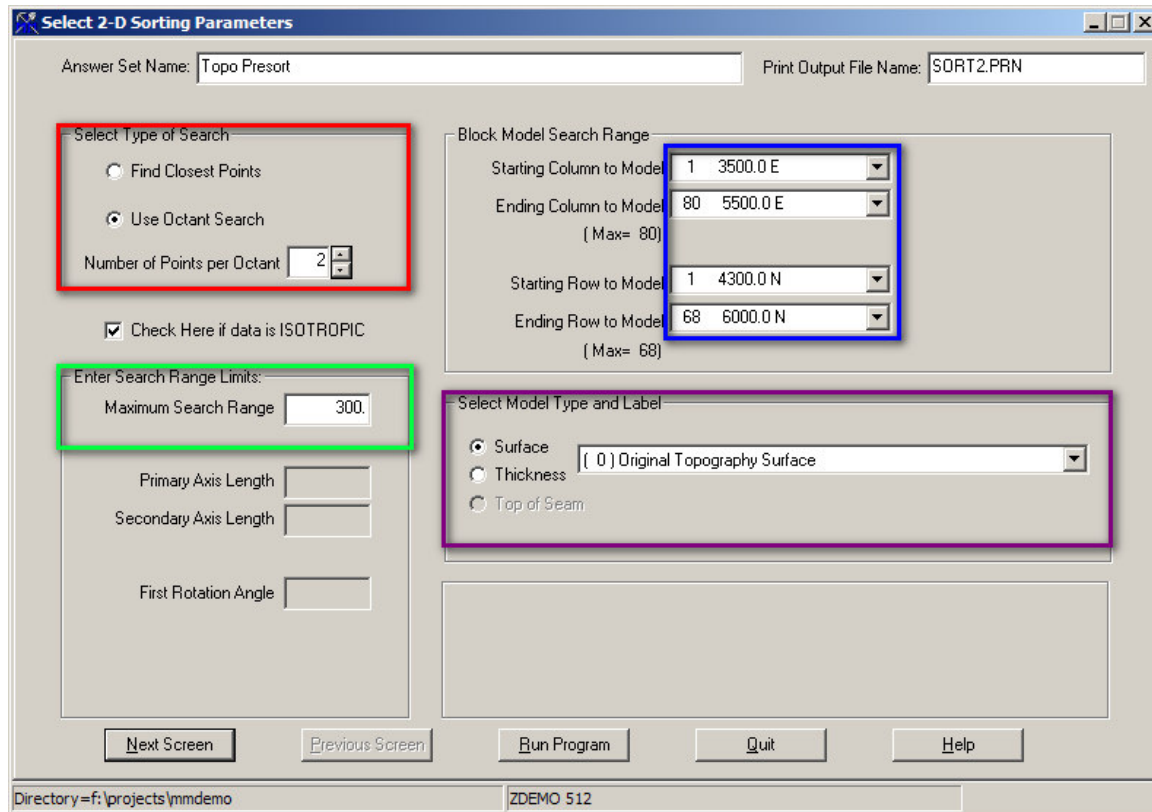 Select 2-D Sorting Parameters
Answer Set Name: Topo Presort
Print Output File Name: SORT2.PRN
Select Type of Search
Find Closest Points
Use Octant Search
Number of Points per Octant 2
Check Here if data is ISOTROPIC
Enter Search Range Limits:
Maximum Search Range 300.
Primary Axis Length
Secondary Axis Length
First Rotation Angle
Block Model Search Range
Starting Column to Model 1 3500.0 E
Ending Column to Model 80 5500.0 E
( Max= 80)
Starting Row to Model 1 4300.0 N
Ending Row to Model 68 6000.0 N
( Max= 68)
Select Model Type and Label
Surface
( 0 ) Original Topography Surface
Thickness
Top of Seam
Next Screen
Previous Screen
Run Program
Quit
Help
Directory=f:\projects\mmdemo
ZDEMO 512